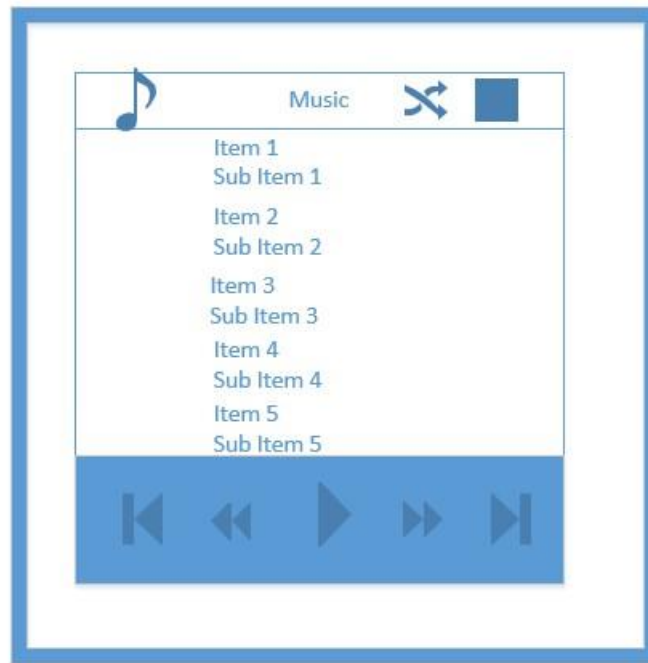 Music
Item 1
Sub Item 1
Item 2
Sub Item 2
Item 3
Sub Item 3
Item 4
Sub Item 4
Item 5
Sub Item 5